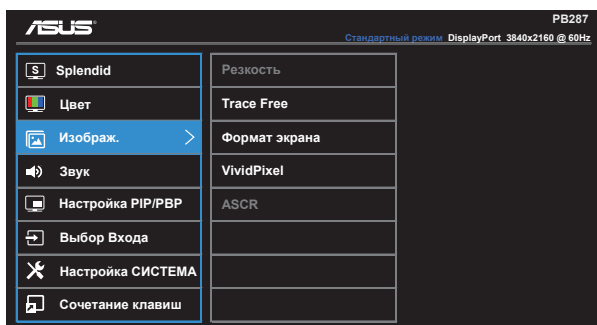 ASUS
PB287
Стандартный режим DisplayPort 3840x2160 @ 60Hz
S Splendid
Цвет
Изображ.
Звук
Настройка PIP/PBP
Выбор Входа
Настройка СИСТЕМА
Сочетание клавиш
Резкость
Trace Free
Формат экрана
VividPixel
ASCR